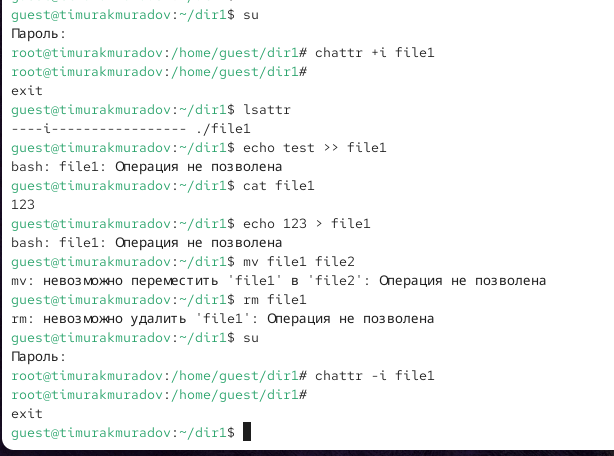 guest@timurakmuradov:~/dir1$ su
Пароль:
root@timurakmuradov:/home/guest/dir1# chattr +i file1
root@timurakmuradov:/home/guest/dir1#
exit
guest@timurakmuradov:~/dir1$ lsattr
----i----------------- ./file1
guest@timurakmuradov:~/dir1$ echo test >> file1
bash: file1: Операция не позволена
guest@timurakmuradov:~/dir1$ cat file1
123
guest@timurakmuradov:~/dir1$ echo 123 > file1
bash: file1: Операция не позволена
guest@timurakmuradov:~/dir1$ mv file1 file2
mv: невозможно переместить 'file1' в 'file2': Операция не позволена
guest@timurakmuradov:~/dir1$ rm file1
rm: невозможно удалить 'file1': Операция не позволена
guest@timurakmuradov:~/dir1$ su
Пароль:
root@timurakmuradov:/home/guest/dir1# chattr -i file1
root@timurakmuradov:/home/guest/dir1#
exit
guest@timurakmuradov:~/dir1$